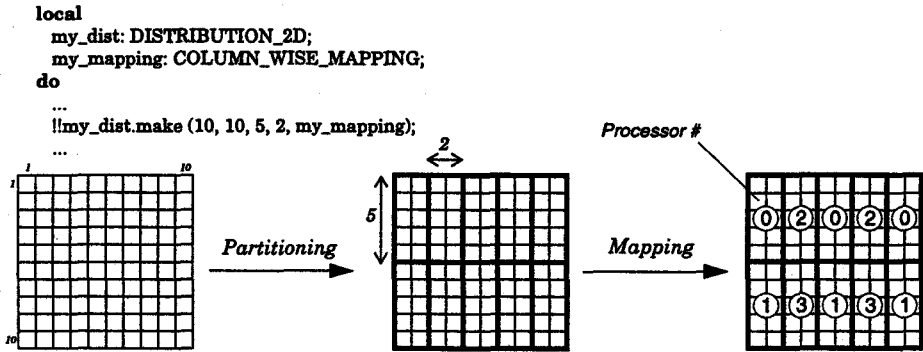 local
my_dist: DISTRIBUTION_2D;
my_mapping: COLUMN_WISE_MAPPING;
do
...
!!my_dist.make (10, 10, 5, 2, my_mapping);
...
1 10
1
10
Partitioning
2
5
Mapping
Processor #
0 2 0 2 0
1 3 1 3 1